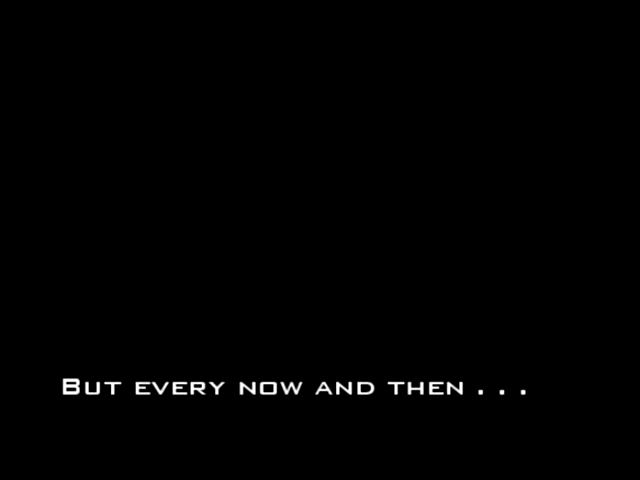 But every now and then . . .